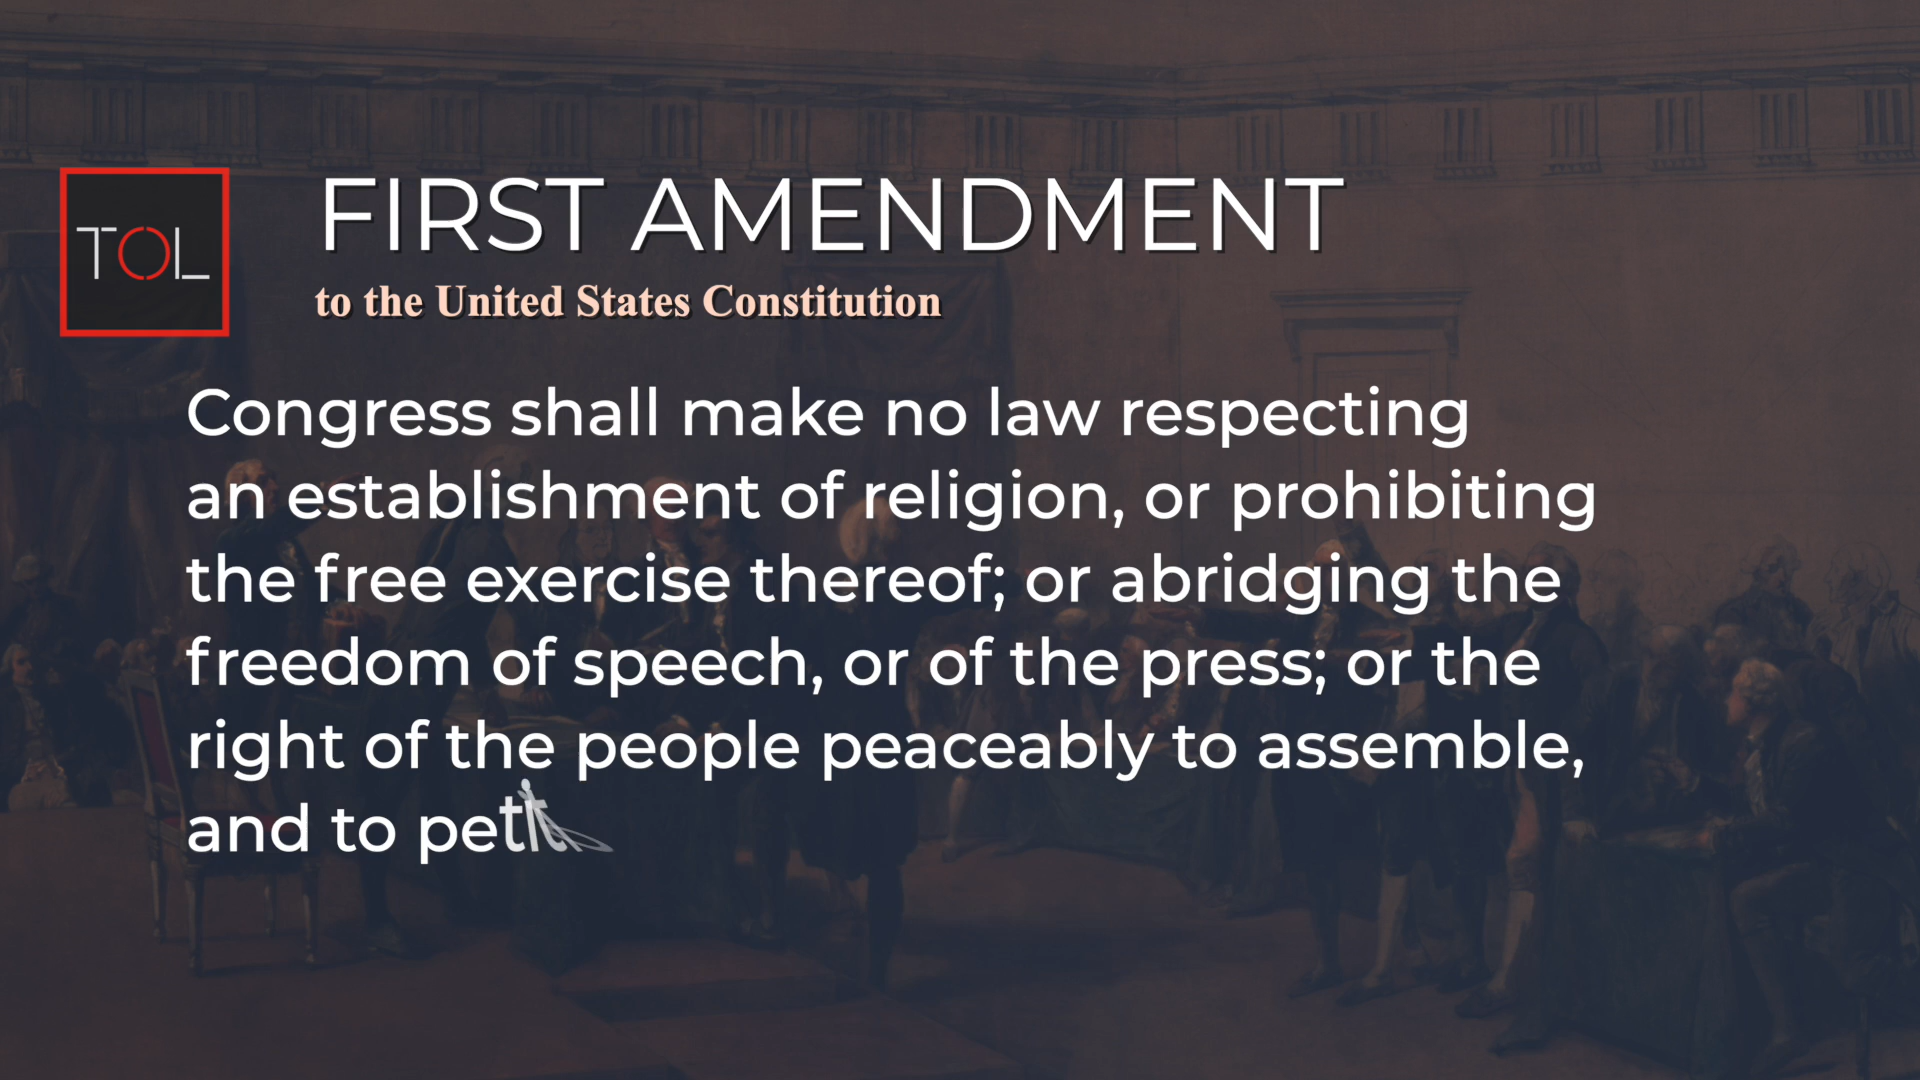 TOL
FIRST AMENDMENT
to the United States Constitution
Congress shall make no law respecting
an establishment of religion, or prohibiting
the free exercise thereof; or abridging the
freedom of speech, or of the press; or the
right of the people peaceably to assemble,
and to petit